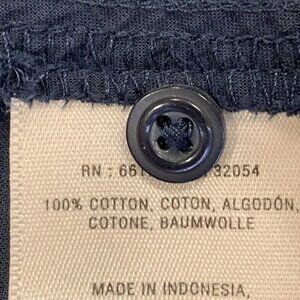 RN : 661 32054
100% COTTON, COTON, ALGODÓN,
COTONE, BAUMWOLLE
MADE IN INDONESIA,